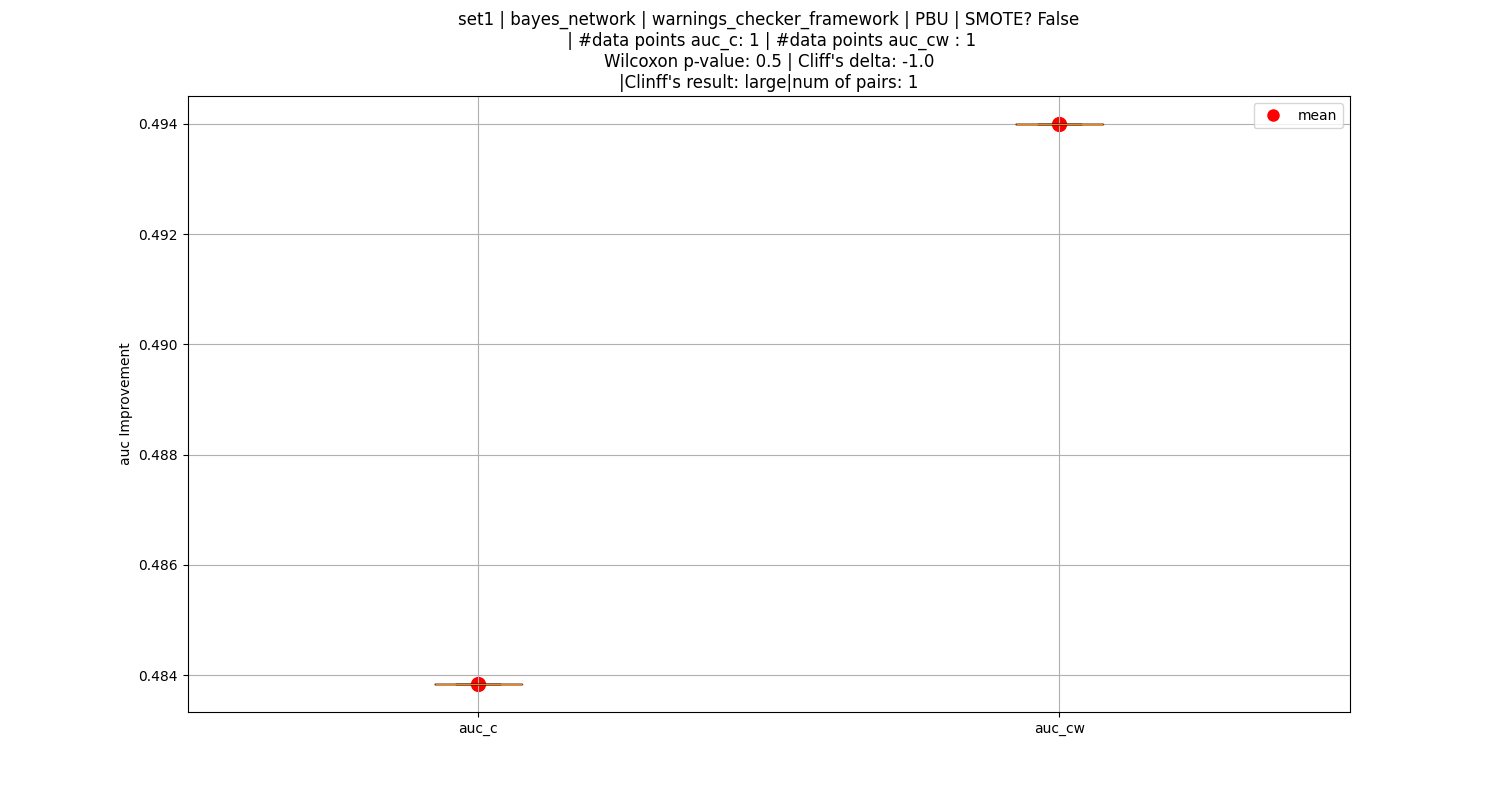 set1 | bayes_network | warnings_checker_framework | PBU | SMOTE? False
| #data points auc_c: 1 | #data points auc_cw : 1
Wilcoxon p-value: 0.5 | Cliff's delta: -1.0
|Clinff's result: large|num of pairs: 1
mean
0.494
0.492
0.490
0.488
0.486
0.484
auc Improvement
auc_c
auc_cw